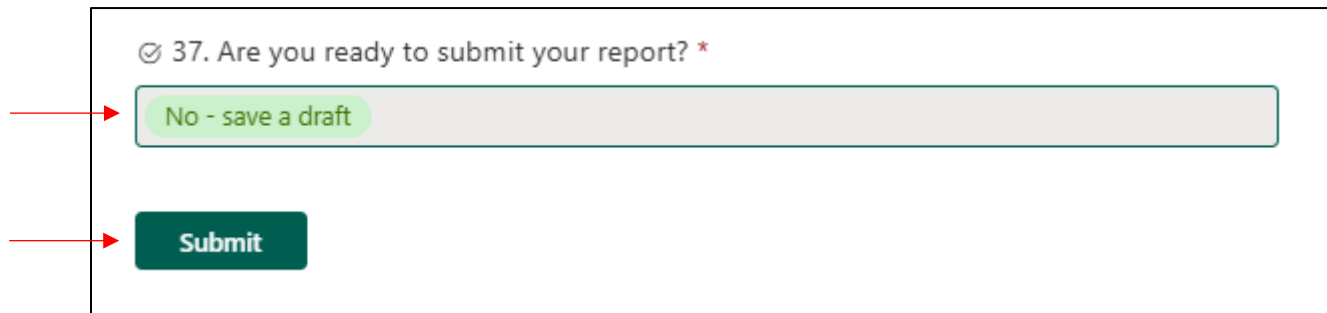 37. Are you ready to submit your report? *
No - save a draft
Submit